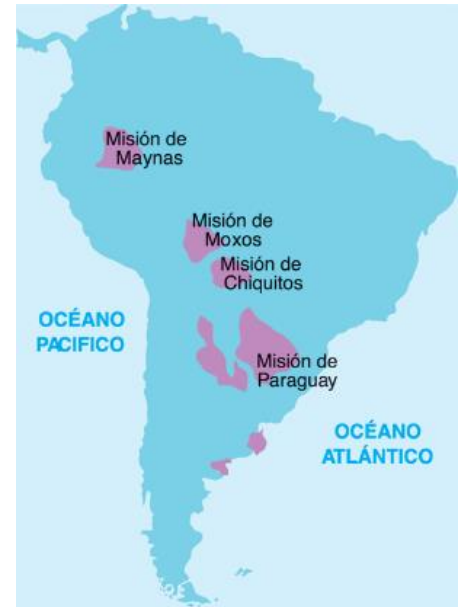 Misión de
Maynas
Misión de
Moxos
Misión de
Chiquitos
OCÉANO
PACIFICO
Misión de
Paraguay
OCÉANO
ATLÁNTICO